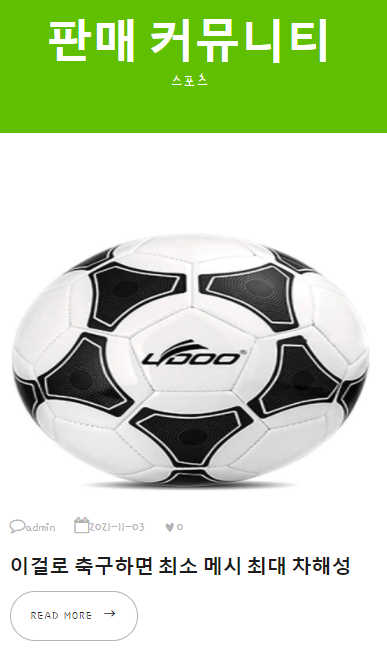 판매 커뮤니티
스포츠
LIDOO®
admin 2021-11-03 0
이걸로 축구하면 최소 메시 최대 차해성
READ MORE →